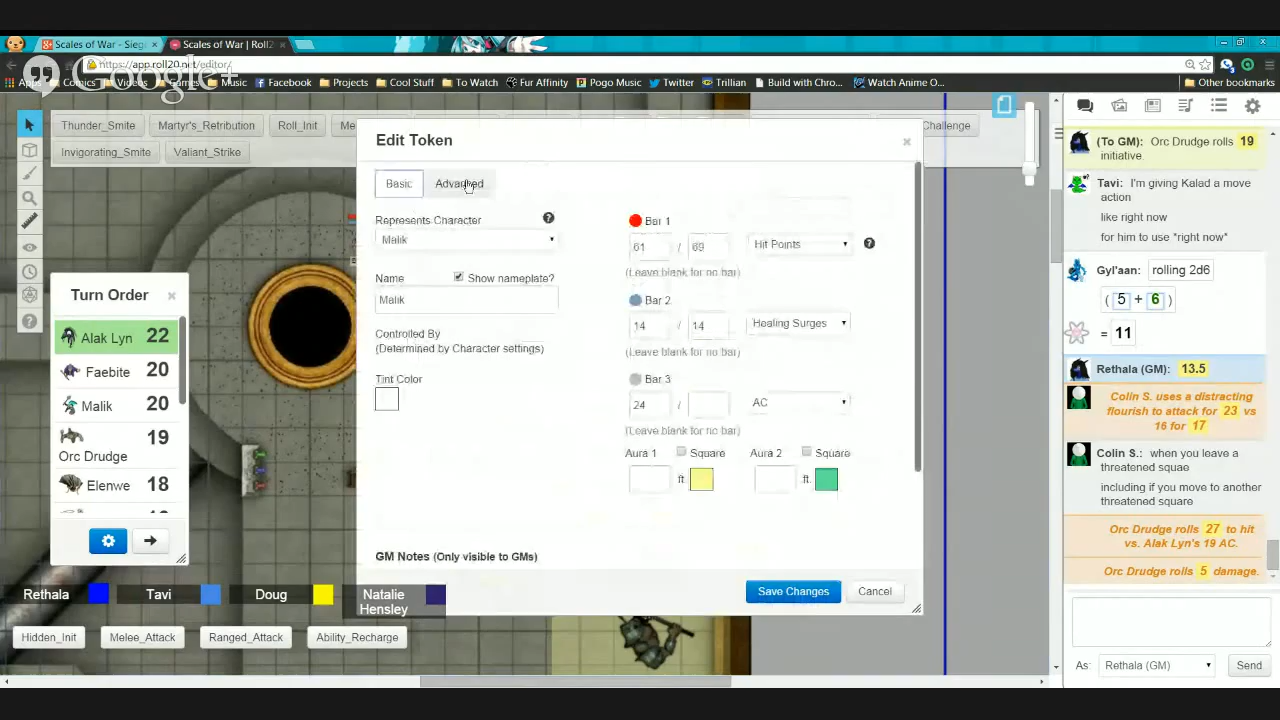 Scales of War - Sieg
Scales of War | Roll2
https://app.roll20.net/editor/
Google+
Apps
Comics
Videos
Games
Music
Facebook
Projects
Cool Stuff
To Watch
Fur Affinity
Pogo Music
Twitter
Trillian
Build with Chro...
Watch Anime O...
Other bookmarks
Thunder_Smite
Martyr's_Retribution
Roll_Init
Me
Challenge
Invigorating_Smite
Valiant_Strike
Edit Token
Basic
Advanced
Represents Character
Malik
Name
Show nameplate?
Malik
Controlled By
(Determined by Character settings)
Tint Color
Bar 1
61 / 69
Hit Points
(Leave blank for no bar)
Bar 2
14 / 14
Healing Surges
(Leave blank for no bar)
Bar 3
24 /
AC
(Leave blank for no bar)
Aura 1
Square
Aura 2
Square
ft.
ft.
GM Notes (Only visible to GMs)
Save Changes
Cancel
Turn Order
Alak Lyn 22
Faebite 20
Malik 20
Orc Drudge 19
Elenwe 18
Rethala
Tavi
Doug
Natalie
Hensley
Hidden_Init
Melee_Attack
Ranged_Attack
Ability_Recharge
(To GM): Orc Drudge rolls 19
initiative.
Tavi: I'm giving Kalad a move
action
like right now
for him to use *right now*
Gyl'aan: rolling 2d6
( 5 + 6 )
= 11
Rethala (GM): 13.5
Colin S. uses a distracting
flourish to attack for 23 vs
16 for 17
Colin S.: when you leave a
threatened squae
including if you move to another
threatened square
Orc Drudge rolls 27 to hit
vs. Alak Lyn's 19 AC.
Orc Drudge rolls 5 damage.
As:
Rethala (GM)
Send